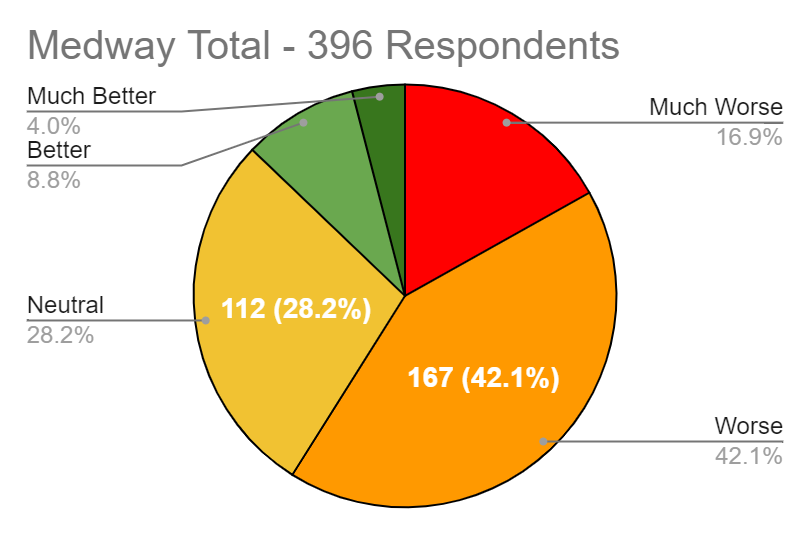 Medway Total - 396 Respondents
Much Better
4.0%
Better
8.8%
Neutral
28.2%
Much Worse
16.9%
Worse
42.1%
112 (28.2%)
167 (42.1%)